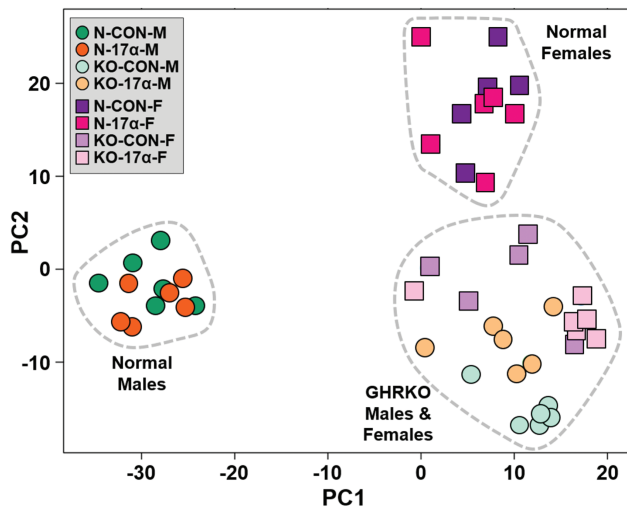 N-CON-M
N-17α-M
KO-CON-M
KO-17α-M
N-CON-F
N-17α-F
KO-CON-F
KO-17α-F
Normal
Females
20
10
0
-10
PC2
Normal
Males
GHRKO
Males &
Females
-30
-20
-10
0
10
20
PC1